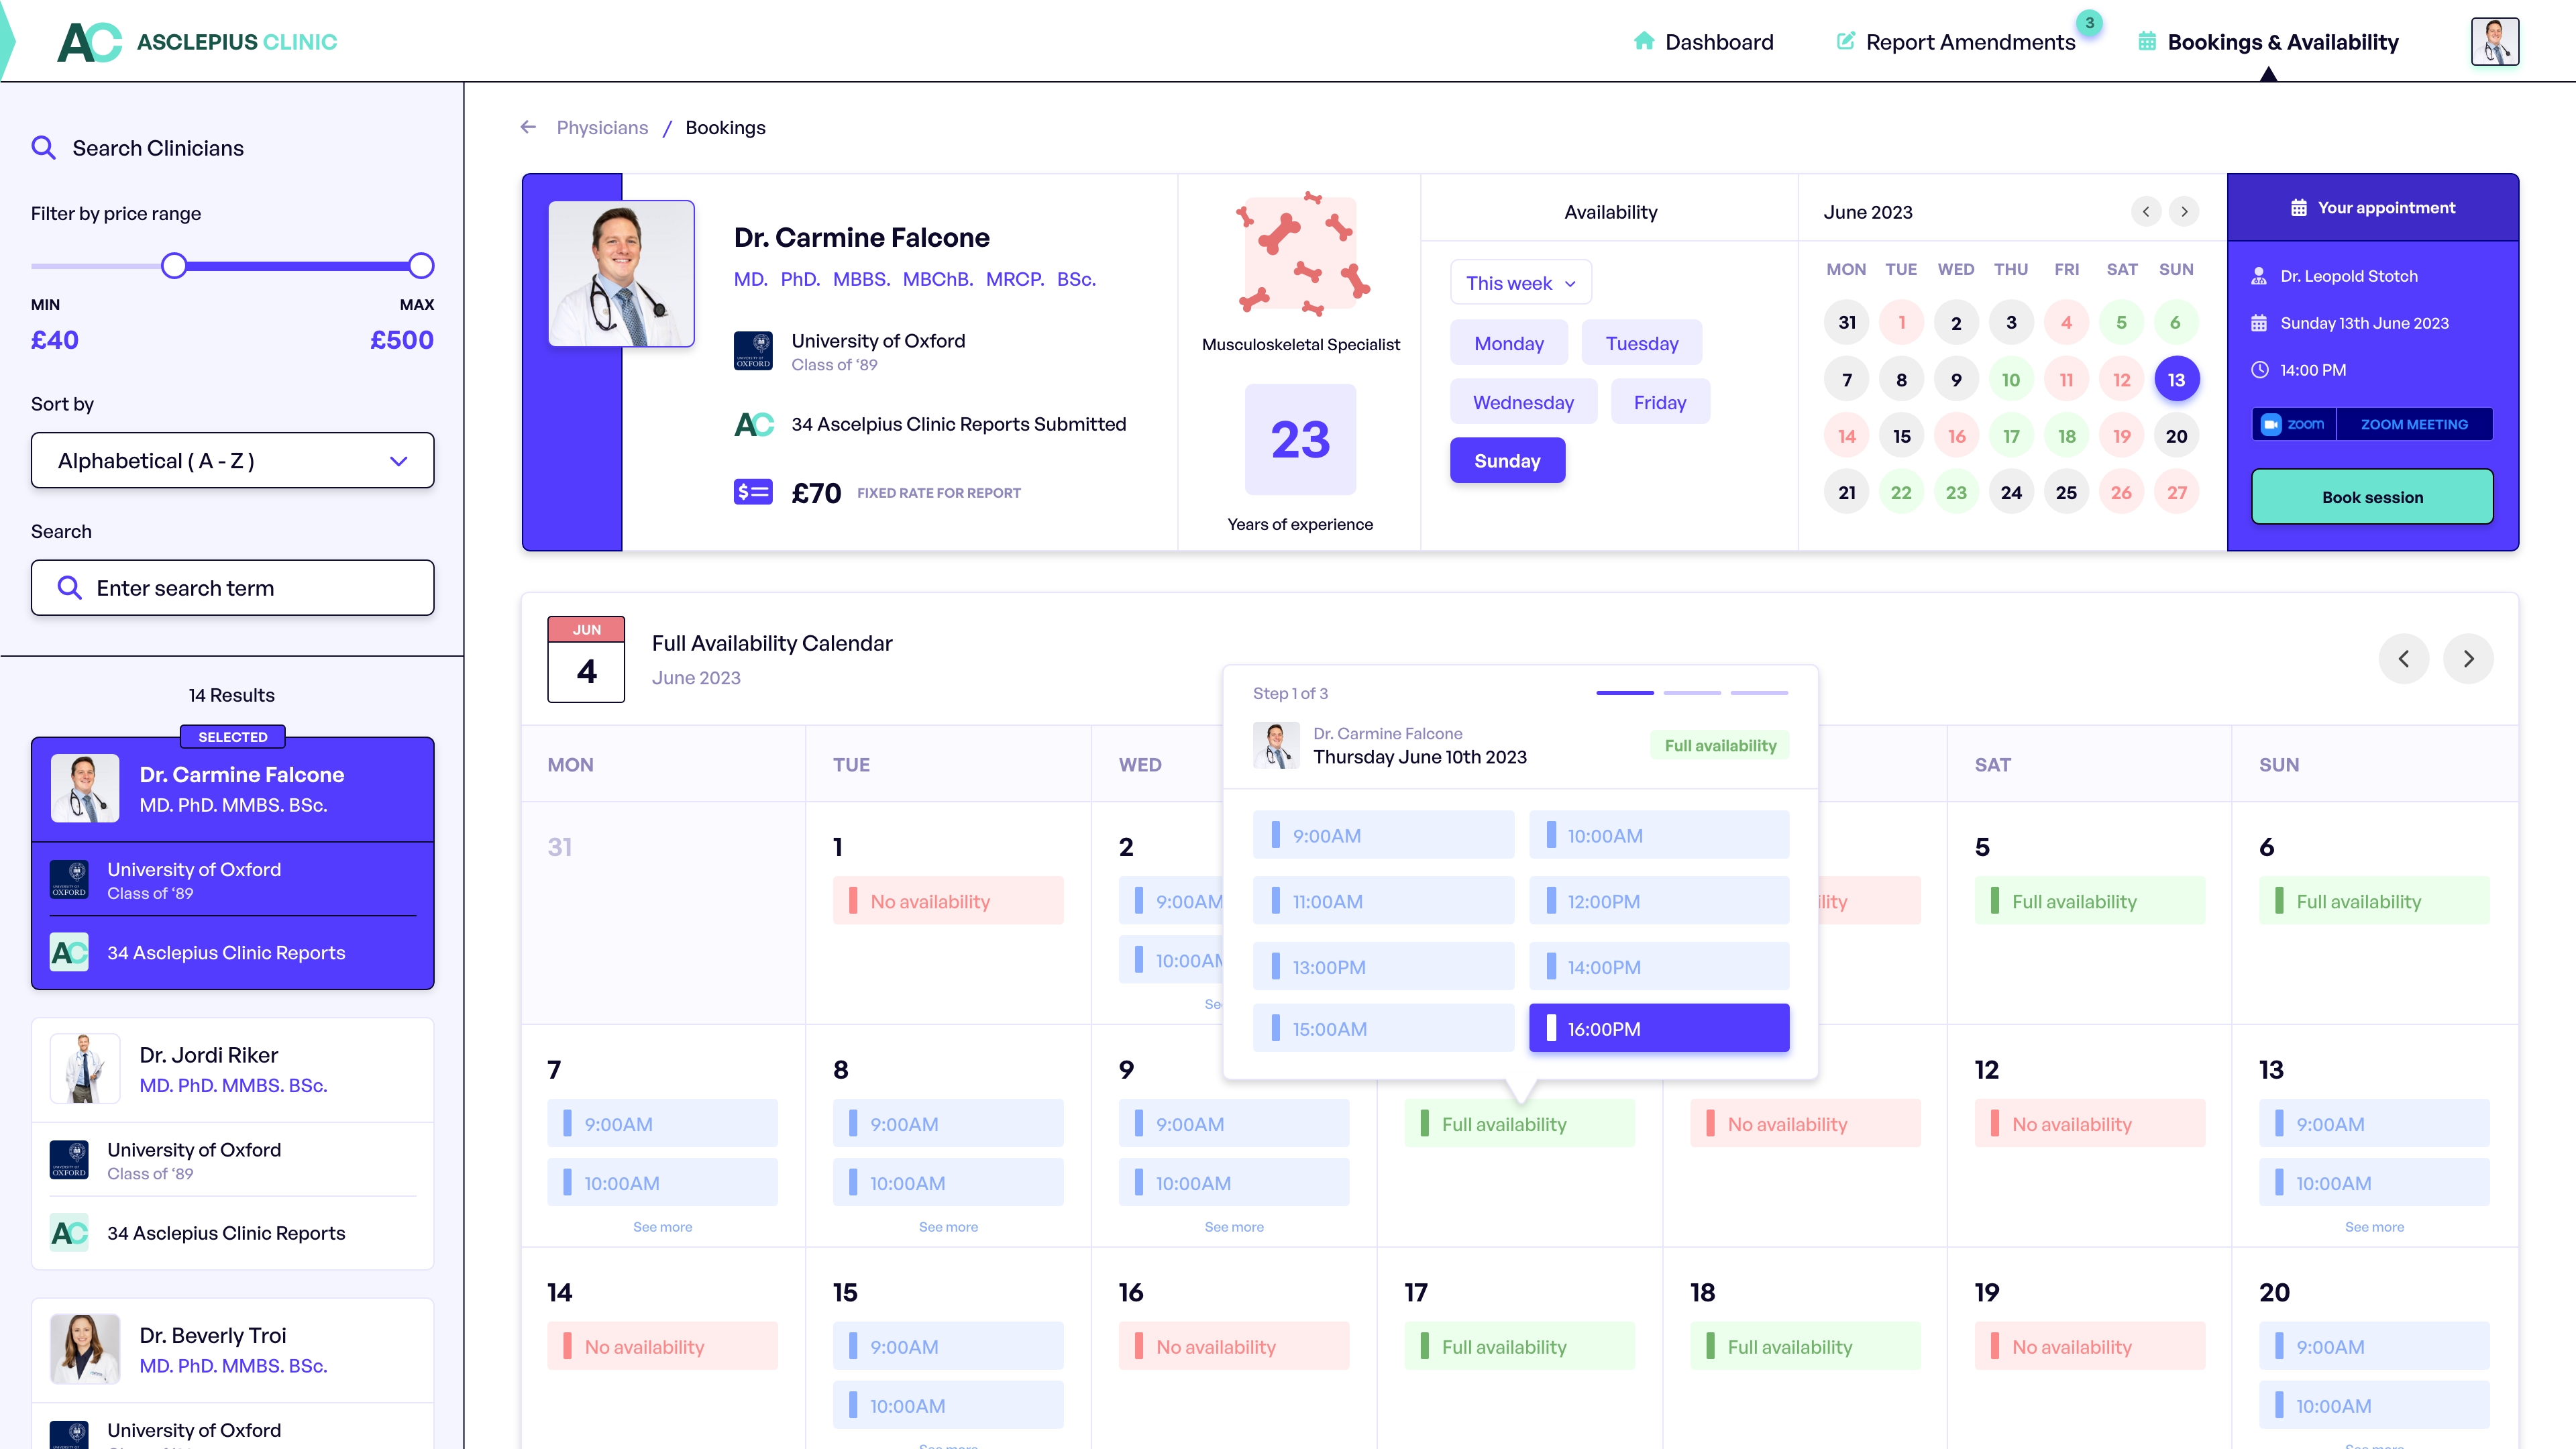 AC ASCLEPIUS CLINIC
Dashboard
Report Amendments
3
Bookings & Availability
Search Clinicians
Filter by price range
MIN
MAX
£40
£500
Sort by
Alphabetical ( A - Z )
Search
Enter search term
14 Results
SELECTED
Dr. Carmine Falcone
MD. PhD. MMBS. BSc.
University of Oxford
Class of ‘89
34 Asclepius Clinic Reports
Dr. Jordi Riker
MD. PhD. MMBS. BSc.
University of Oxford
Class of ‘89
34 Asclepius Clinic Reports
Dr. Beverly Troi
MD. PhD. MMBS. BSc.
University of Oxford
Physicians / Bookings
Dr. Carmine Falcone
MD. PhD. MBBS. MBChB. MRCP. BSc.
UNIVERSITY OF OXFORD
University of Oxford
Class of ‘89
AC
34 Ascelpius Clinic Reports Submitted
£70 FIXED RATE FOR REPORT
Musculoskeletal Specialist
23
Years of experience
Availability
This week
Monday Tuesday
Wednesday Friday
Sunday
June 2023
MON TUE WED THU FRI SAT SUN
31 1 2 3 4 5 6
7 8 9 10 11 12 13
14 15 16 17 18 19 20
21 22 23 24 25 26 27
Your appointment
Dr. Leopold Stotch
Sunday 13th June 2023
14:00 PM
zoom ZOOM MEETING
Book session
JUN
4
Full Availability Calendar
June 2023
Step 1 of 3
Dr. Carmine Falcone
Thursday June 10th 2023
Full availability
9:00AM 10:00AM
11:00AM 12:00PM
13:00PM 14:00PM
15:00AM 16:00PM
MON TUE WED SAT SUN
31 1 2 5 6
No availability 9:00AM ility Full availability Full availability
10:00AM
See
7 8 9 12 13
9:00AM 9:00AM 9:00AM Full availability No availability No availability 9:00AM
10:00AM 10:00AM 10:00AM 10:00AM
See more See more See more See more
14 15 16 17 18 19 20
No availability 9:00AM No availability Full availability Full availability No availability 9:00AM
10:00AM 10:00AM
See more See more